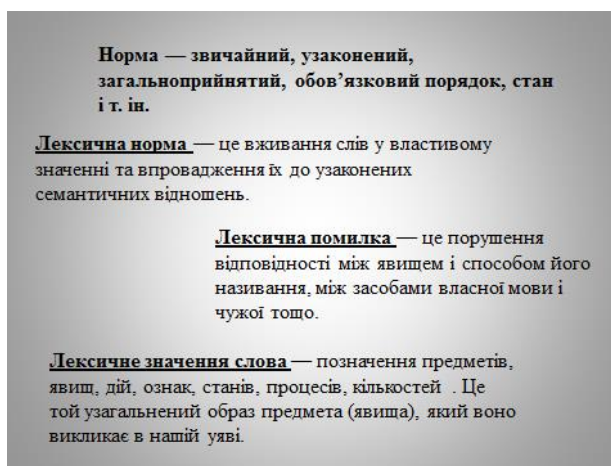 Норма — звичайний, узаконений,
загальноприйнятий, обов’язковий порядок, стан
і т. ін.
Лексична норма — це вживання слів у властивому
значенні та впровадження їх до узаконених
семантичних відношень.
Лексична помилка — це порушення
відповідності між явищем і способом його
називання, між засобами власної мови і
чужої тощо.
Лексичне значення слова — позначення предметів,
явищ, дій, ознак, станів, процесів, кількостей . Це
той узагальнений образ предмета (явища), який воно
викликає в нашій уяві.